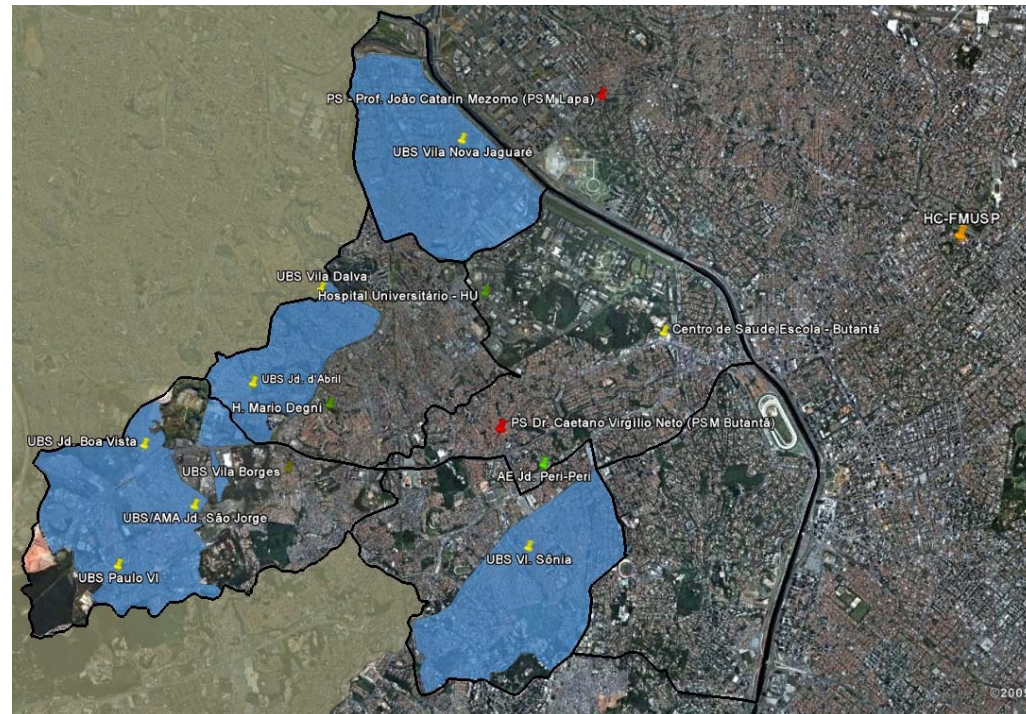 PS - Prof. João Catarin Mezomo (PSM Lapa)
UBS Vila Nova Jaguaré
HC-FMUSP
UBS Vila Dalva
Hospital Universitário - HU
Centro de Saude Escola - Butantã
UBS Jd. d'Abril
H. Mario Degni
PS Dr. Caetano Virgílio Neto (PSM Butantã)
UBS Jd. Boa Vista
UBS Vila Borges
AE Jd. Peri-Peri
UBS/AMA Jd. São Jorge
UBS Vl. Sônia
UBS Paulo VI
©2009